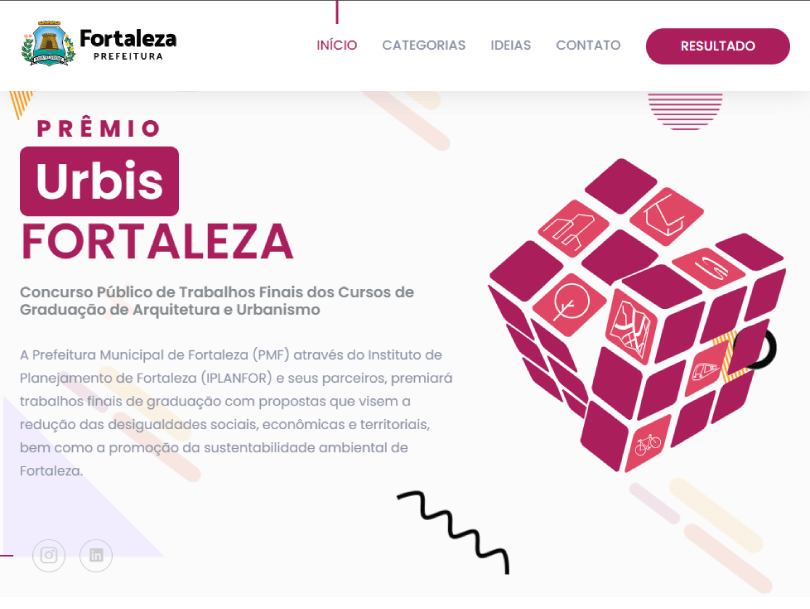 Fortaleza
PREFEITURA
INÍCIO
CATEGORIAS
IDEIAS
CONTATO
RESULTADO
PRÊMIO
Urbis
FORTALEZA
Concurso Público de Trabalhos Finais dos Cursos de
Graduação de Arquitetura e Urbanismo
A Prefeitura Municipal de Fortaleza (PMF) através do Instituto de
Planejamento de Fortaleza (IPLANFOR) e seus parceiros, premiará
trabalhos finais de graduação com propostas que visem a
redução das desigualdades sociais, econômicas e territoriais,
bem como a promoção da sustentabilidade ambiental de
Fortaleza.